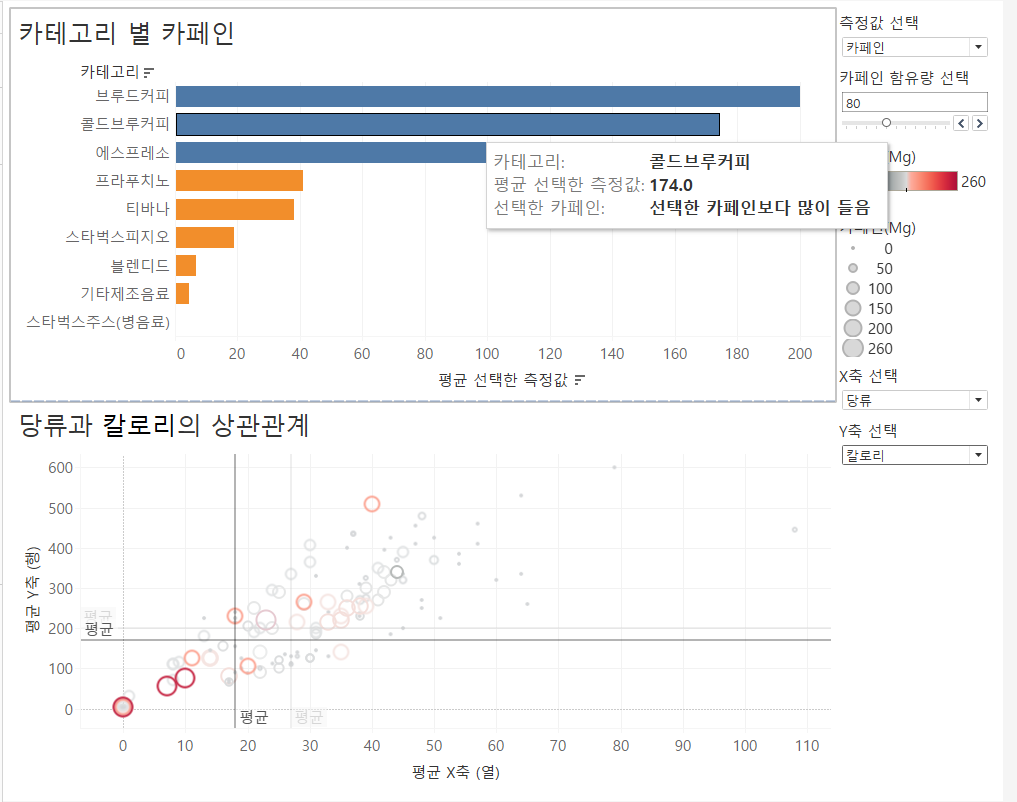 카테고리 별 카페인
카테고리
브루드커피
콜드브루커피
에스프레소
프라푸치노
티바나
스타벅스피지오
블렌디드
기타제조음료
스타벅스주스(병음료)
0 20 40 60 80 100 120 140 160 180 200
평균 선택한 측정값
카테고리: 콜드브루커피
평균 선택한 측정값: 174.0
선택한 카페인: 선택한 카페인보다 많이 들음
측정값 선택
카페인
카페인 함유량 선택
80
(Mg)
260
카페인(Mg)
0
50
100
150
200
260
X축 선택
당류
Y축 선택
칼로리
당류과 칼로리의 상관관계
평균 Y축 (행)
600
500
400
300
200
100
0
평균
평균
평균
평균
0 10 20 30 40 50 60 70 80 90 100 110
평균 X축 (열)